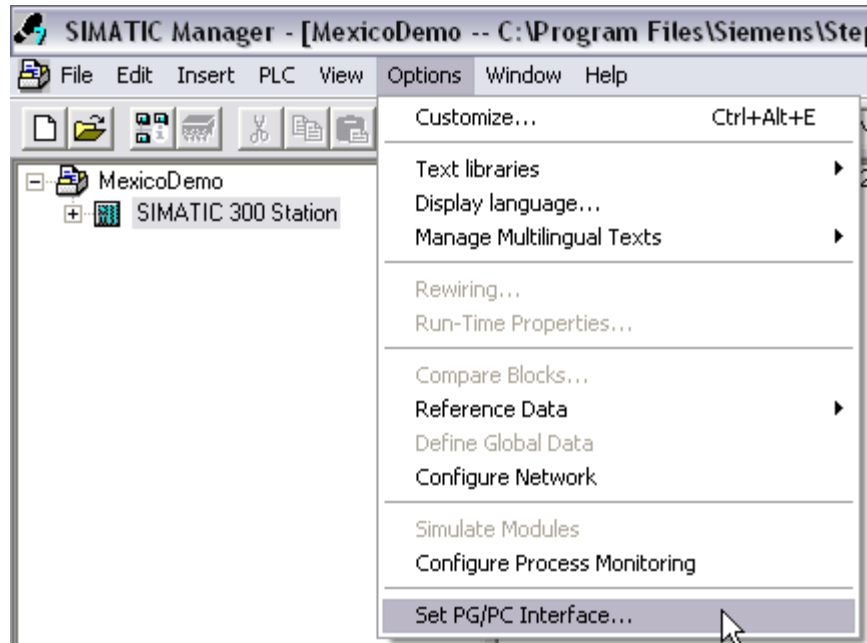 SIMATIC Manager - [MexicoDemo -- C:\Program Files\Siemens\Step
File Edit Insert PLC View Options Window Help
Customize... Ctrl+Alt+E
Text libraries
Display language...
Manage Multilingual Texts
Rewiring...
Run-Time Properties...
Compare Blocks...
Reference Data
Define Global Data
Configure Network
Simulate Modules
Configure Process Monitoring
Set PG/PC Interface...
MexicoDemo
SIMATIC 300 Station